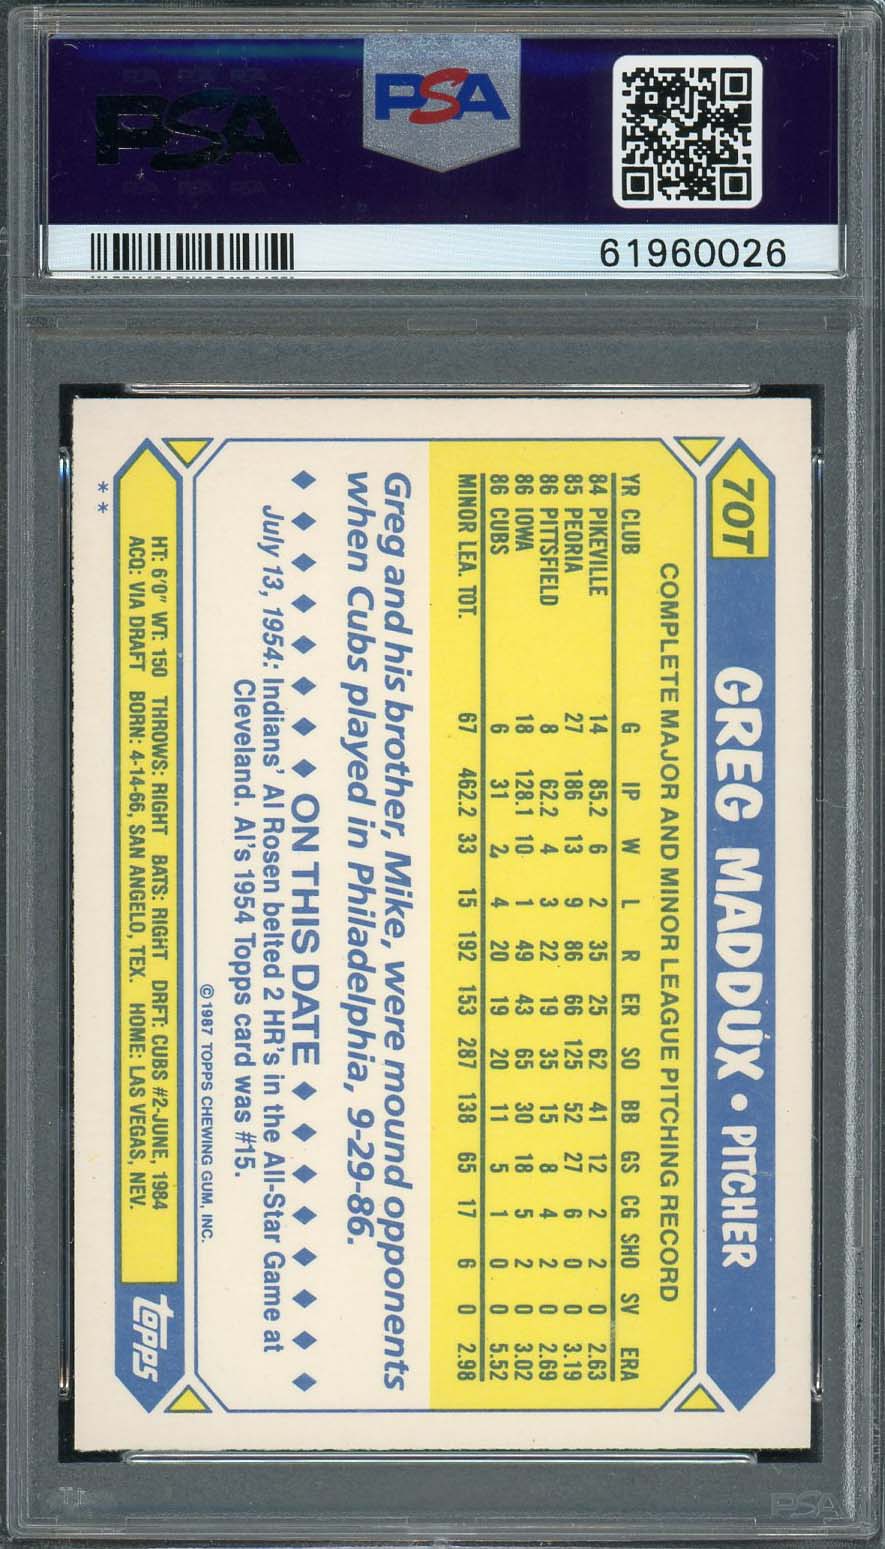 PSA PSA PSA
PSA
PSA PSA PSA
PSA
61960026
70T
GREG MADDUX • PITCHER
COMPLETE MAJOR AND MINOR LEAGUE PITCHING RECORD
YR CLUB G IP W L R ER SO BB GS CG SHO SV ERA
84 PIKEVILLE 14 85.2 6 2 35 25 62 41 12 2 2 0 2.63
85 PEORIA 27 186 13 9 86 66 125 52 27 6 0 0 3.19
86 PITTSFIELD 8 62.2 4 3 22 19 35 15 8 4 2 0 2.69
86 IOWA 18 128.1 10 1 49 43 65 30 18 5 2 0 3.02
86 CUBS 6 31 2 4 20 19 20 11 5 1 0 0 5.52
MINOR LEA. TOT. 67 462.2 33 15 192 153 287 138 65 17 6 0 2.98
Greg and his brother, Mike, were mound opponents
when Cubs played in Philadelphia, 9-29-86.
ON THIS DATE
July 13, 1954: Indians' Al Rosen belted 2 HR's in the All-Star Game at
Cleveland. Al's 1954 Topps card was #15.
© 1987 TOPPS CHEWING GUM, INC.
HT: 6'0" WT: 150 THROWS: RIGHT BATS: RIGHT DRFT: CUBS #2-JUNE, 1984
ACQ: VIA DRAFT BORN: 4-14-66, SAN ANGELO, TEX. HOME: LAS VEGAS, NEV.
topps
**
PSA